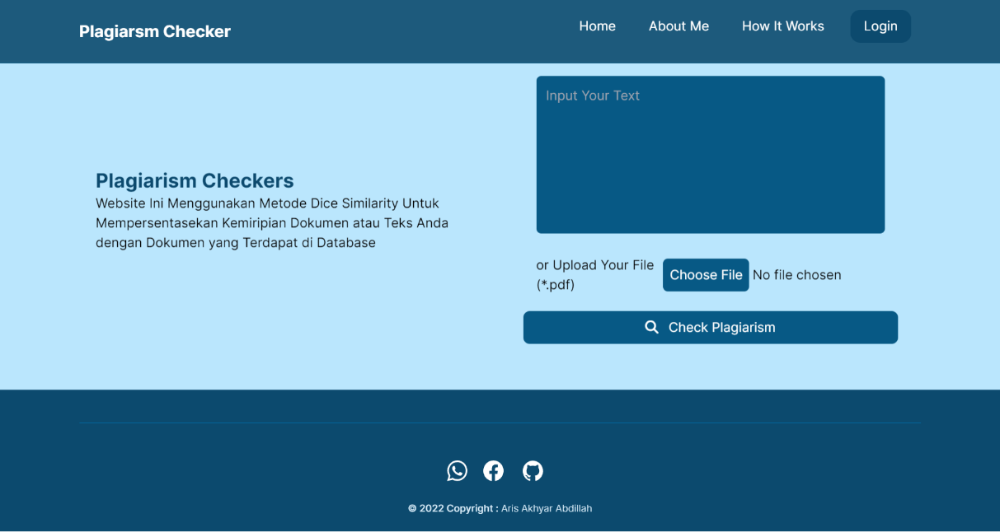 Plagiarsm Checker
Home
About Me
How It Works
Login
Input Your Text
Plagiarism Checkers
Website Ini Menggunakan Metode Dice Similarity Untuk
Mempersentasekan Kemiripian Dokumen atau Teks Anda
dengan Dokumen yang Terdapat di Database
or Upload Your File
(*.pdf)
Choose File No file chosen
Check Plagiarism
© 2022 Copyright : Aris Akhyar Abdillah